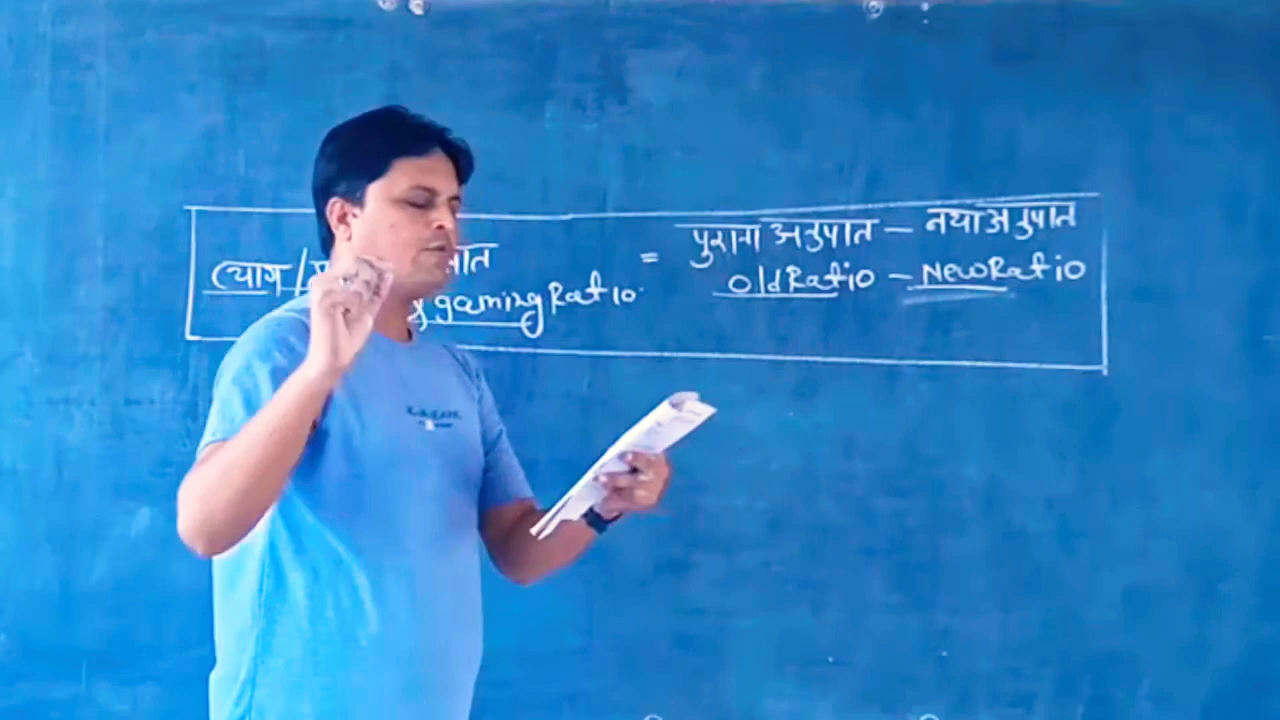 त्याग / = पुराना अनुपात – नया अनुपात
gaining Ratio Old Ratio – New Ratio